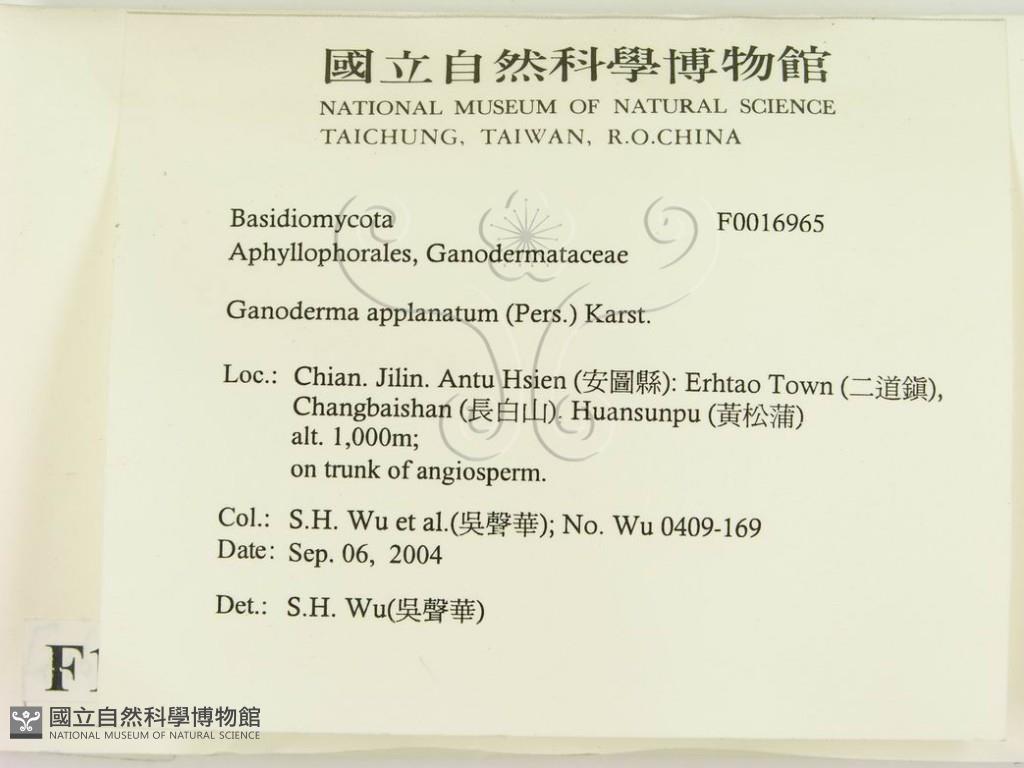 國立自然科學博物館
NATIONAL MUSEUM OF NATURAL SCIENCE
TAICHUNG, TAIWAN, R.O.CHINA
Basidiomycota F0016965
Aphyllophorales, Ganodermataceae
Ganoderma applanatum (Pers.) Karst.
Loc.: Chian. Jilin. Antu Hsien (安圖縣): Erhtao Town (二道鎮),
Changbaishan (長白山). Huansunpu (黃松蒲)
alt. 1,000m;
on trunk of angiosperm.
Col.: S.H. Wu et al.(吳聲華); No. Wu 0409-169
Date: Sep. 06, 2004
Det.: S.H. Wu(吳聲華)
國立自然科學博物館
NATIONAL MUSEUM OF NATURAL SCIENCE